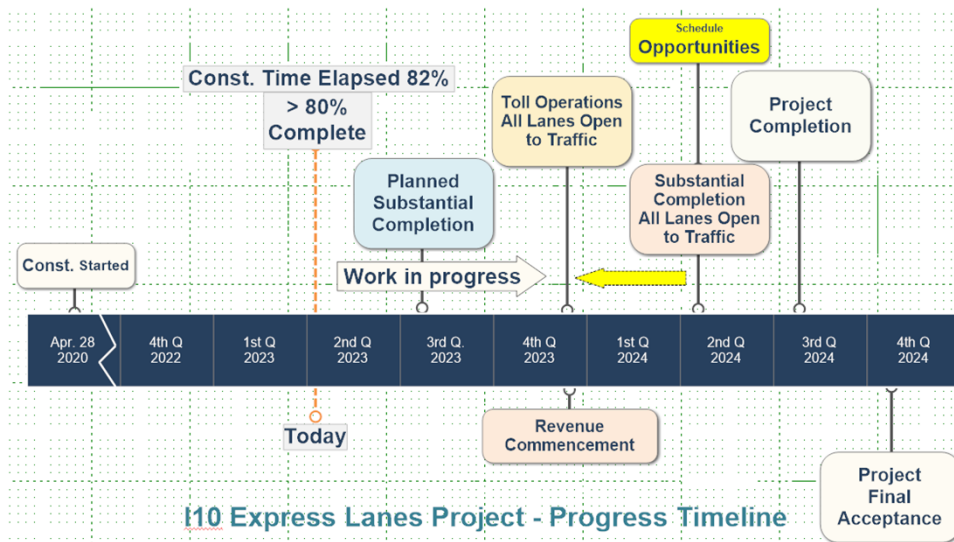 Schedule
Opportunities
Const. Time Elapsed 82%
> 80%
Complete
Toll Operations
All Lanes Open
to Traffic
Project
Completion
Planned
Substantial
Completion
Substantial
Completion
All Lanes Open
to Traffic
Const. Started
Work in progress
Apr. 28
2020
4th Q
2022
1st Q
2023
2nd Q
2023
3rd Q.
2023
4th Q
2023
1st Q
2024
2nd Q
2024
3rd Q
2024
4th Q
2024
Today
Revenue
Commencement
Project
Final
Acceptance
I10 Express Lanes Project - Progress Timeline